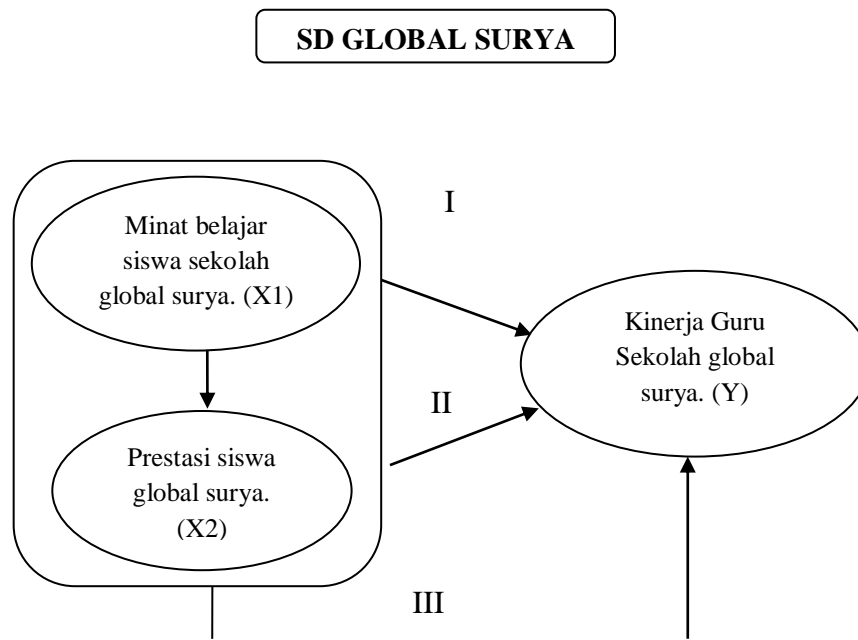 SD GLOBAL SURYA
I
Minat belajar
siswa sekolah
global surya. (X1)
Kinerja Guru
Sekolah global
surya. (Y)
II
Prestasi siswa
global surya.
(X2)
III